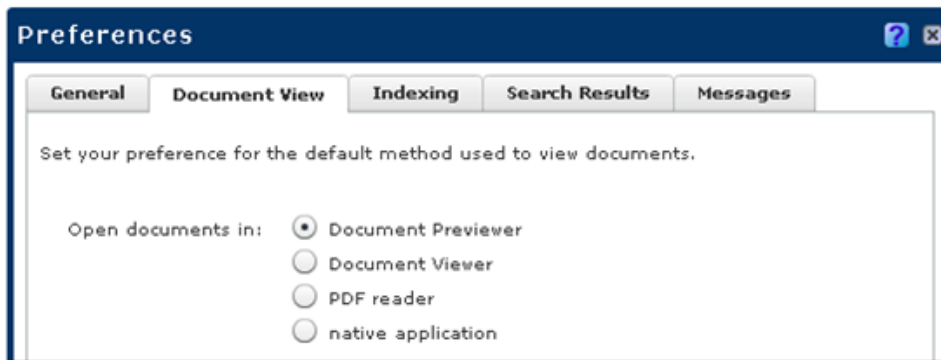 Preferences
General Document View Indexing Search Results Messages
Set your preference for the default method used to view documents.
Open documents in: Document Previewer
Document Viewer
PDF reader
native application